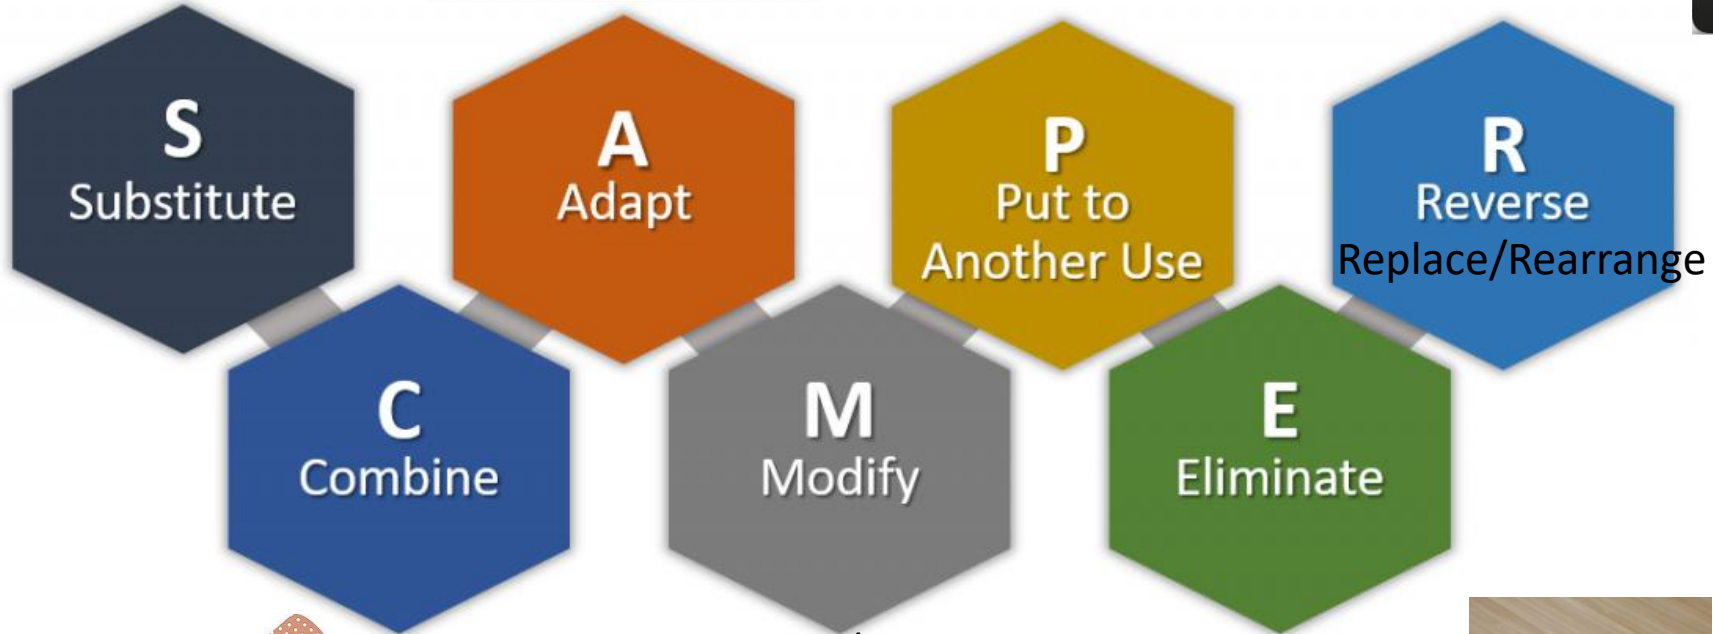 S
Substitute
C
Combine
A
Adapt
M
Modify
P
Put to
Another Use
E
Eliminate
R
Reverse
Replace/Rearrange